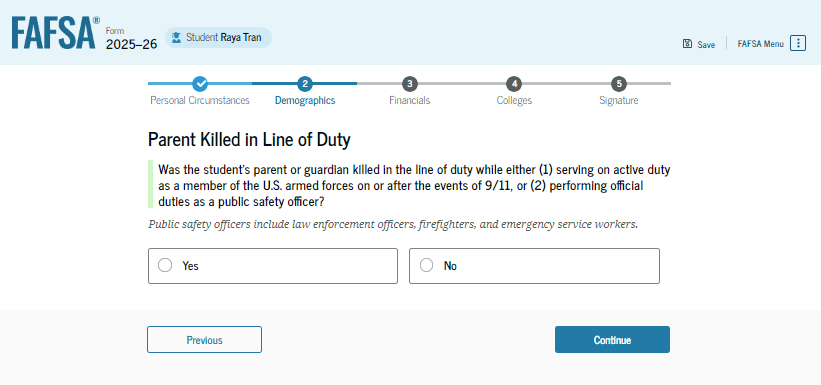 FAFSA®
Form
2025–26
Student Raya Tran
Save
FAFSA Menu
3
4
5
2
Personal Circumstances
Demographics
Financials
Colleges
Signature
Parent Killed in Line of Duty
Was the student's parent or guardian killed in the line of duty while either (1) serving on active duty
as a member of the U.S. armed forces on or after the events of 9/11, or (2) performing official
duties as a public safety officer?
Public safety officers include law enforcement officers, firefighters, and emergency service workers.
Yes
No
Previous
Continue